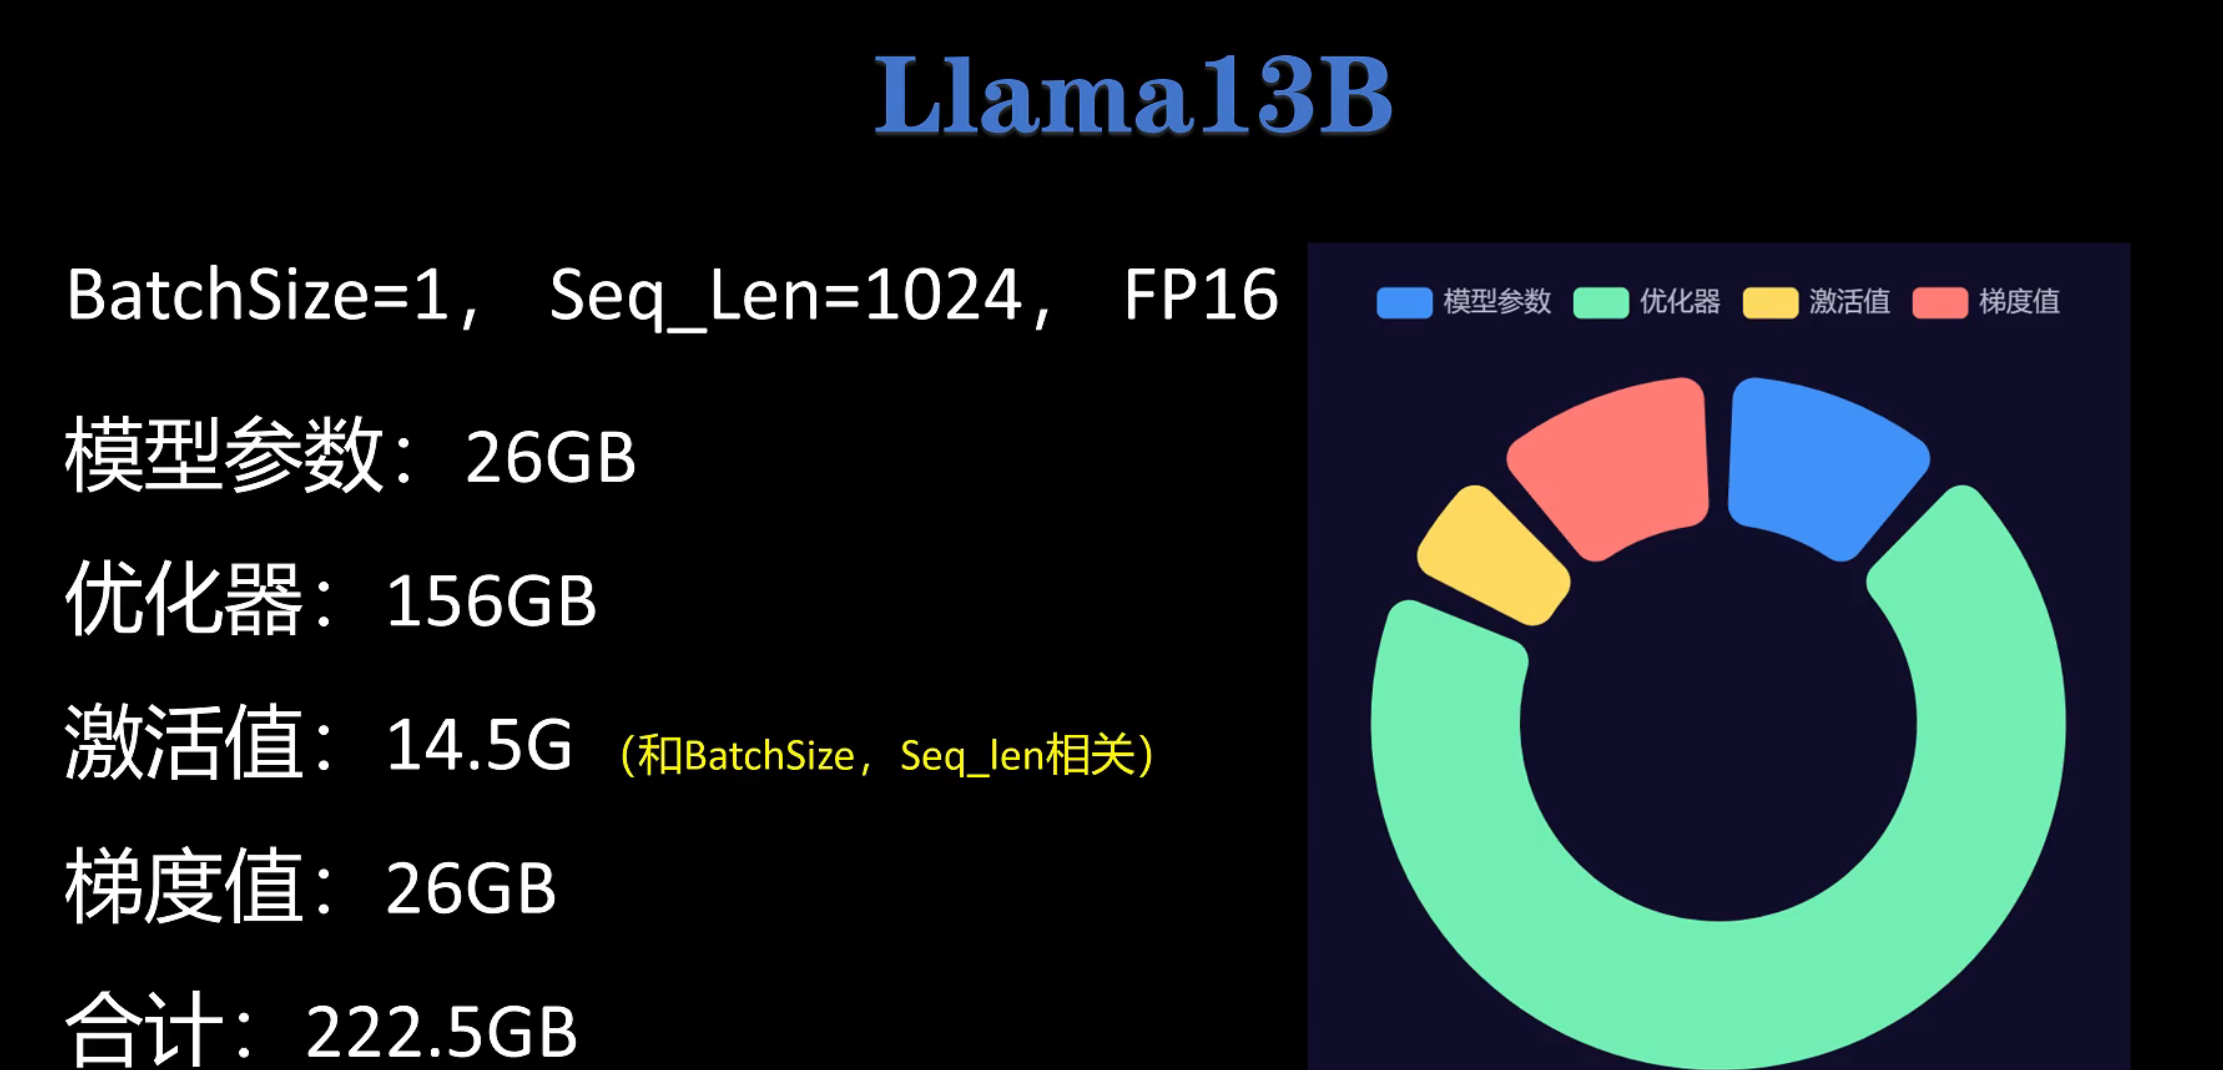 Llama13B
BatchSize=1， Seq_Len=1024， FP16
模型参数：26GB
优化器：156GB
激活值：14.5G （和BatchSize，Seq_len相关）
梯度值：26GB
合计：222.5GB
模型参数 优化器 激活值 梯度值